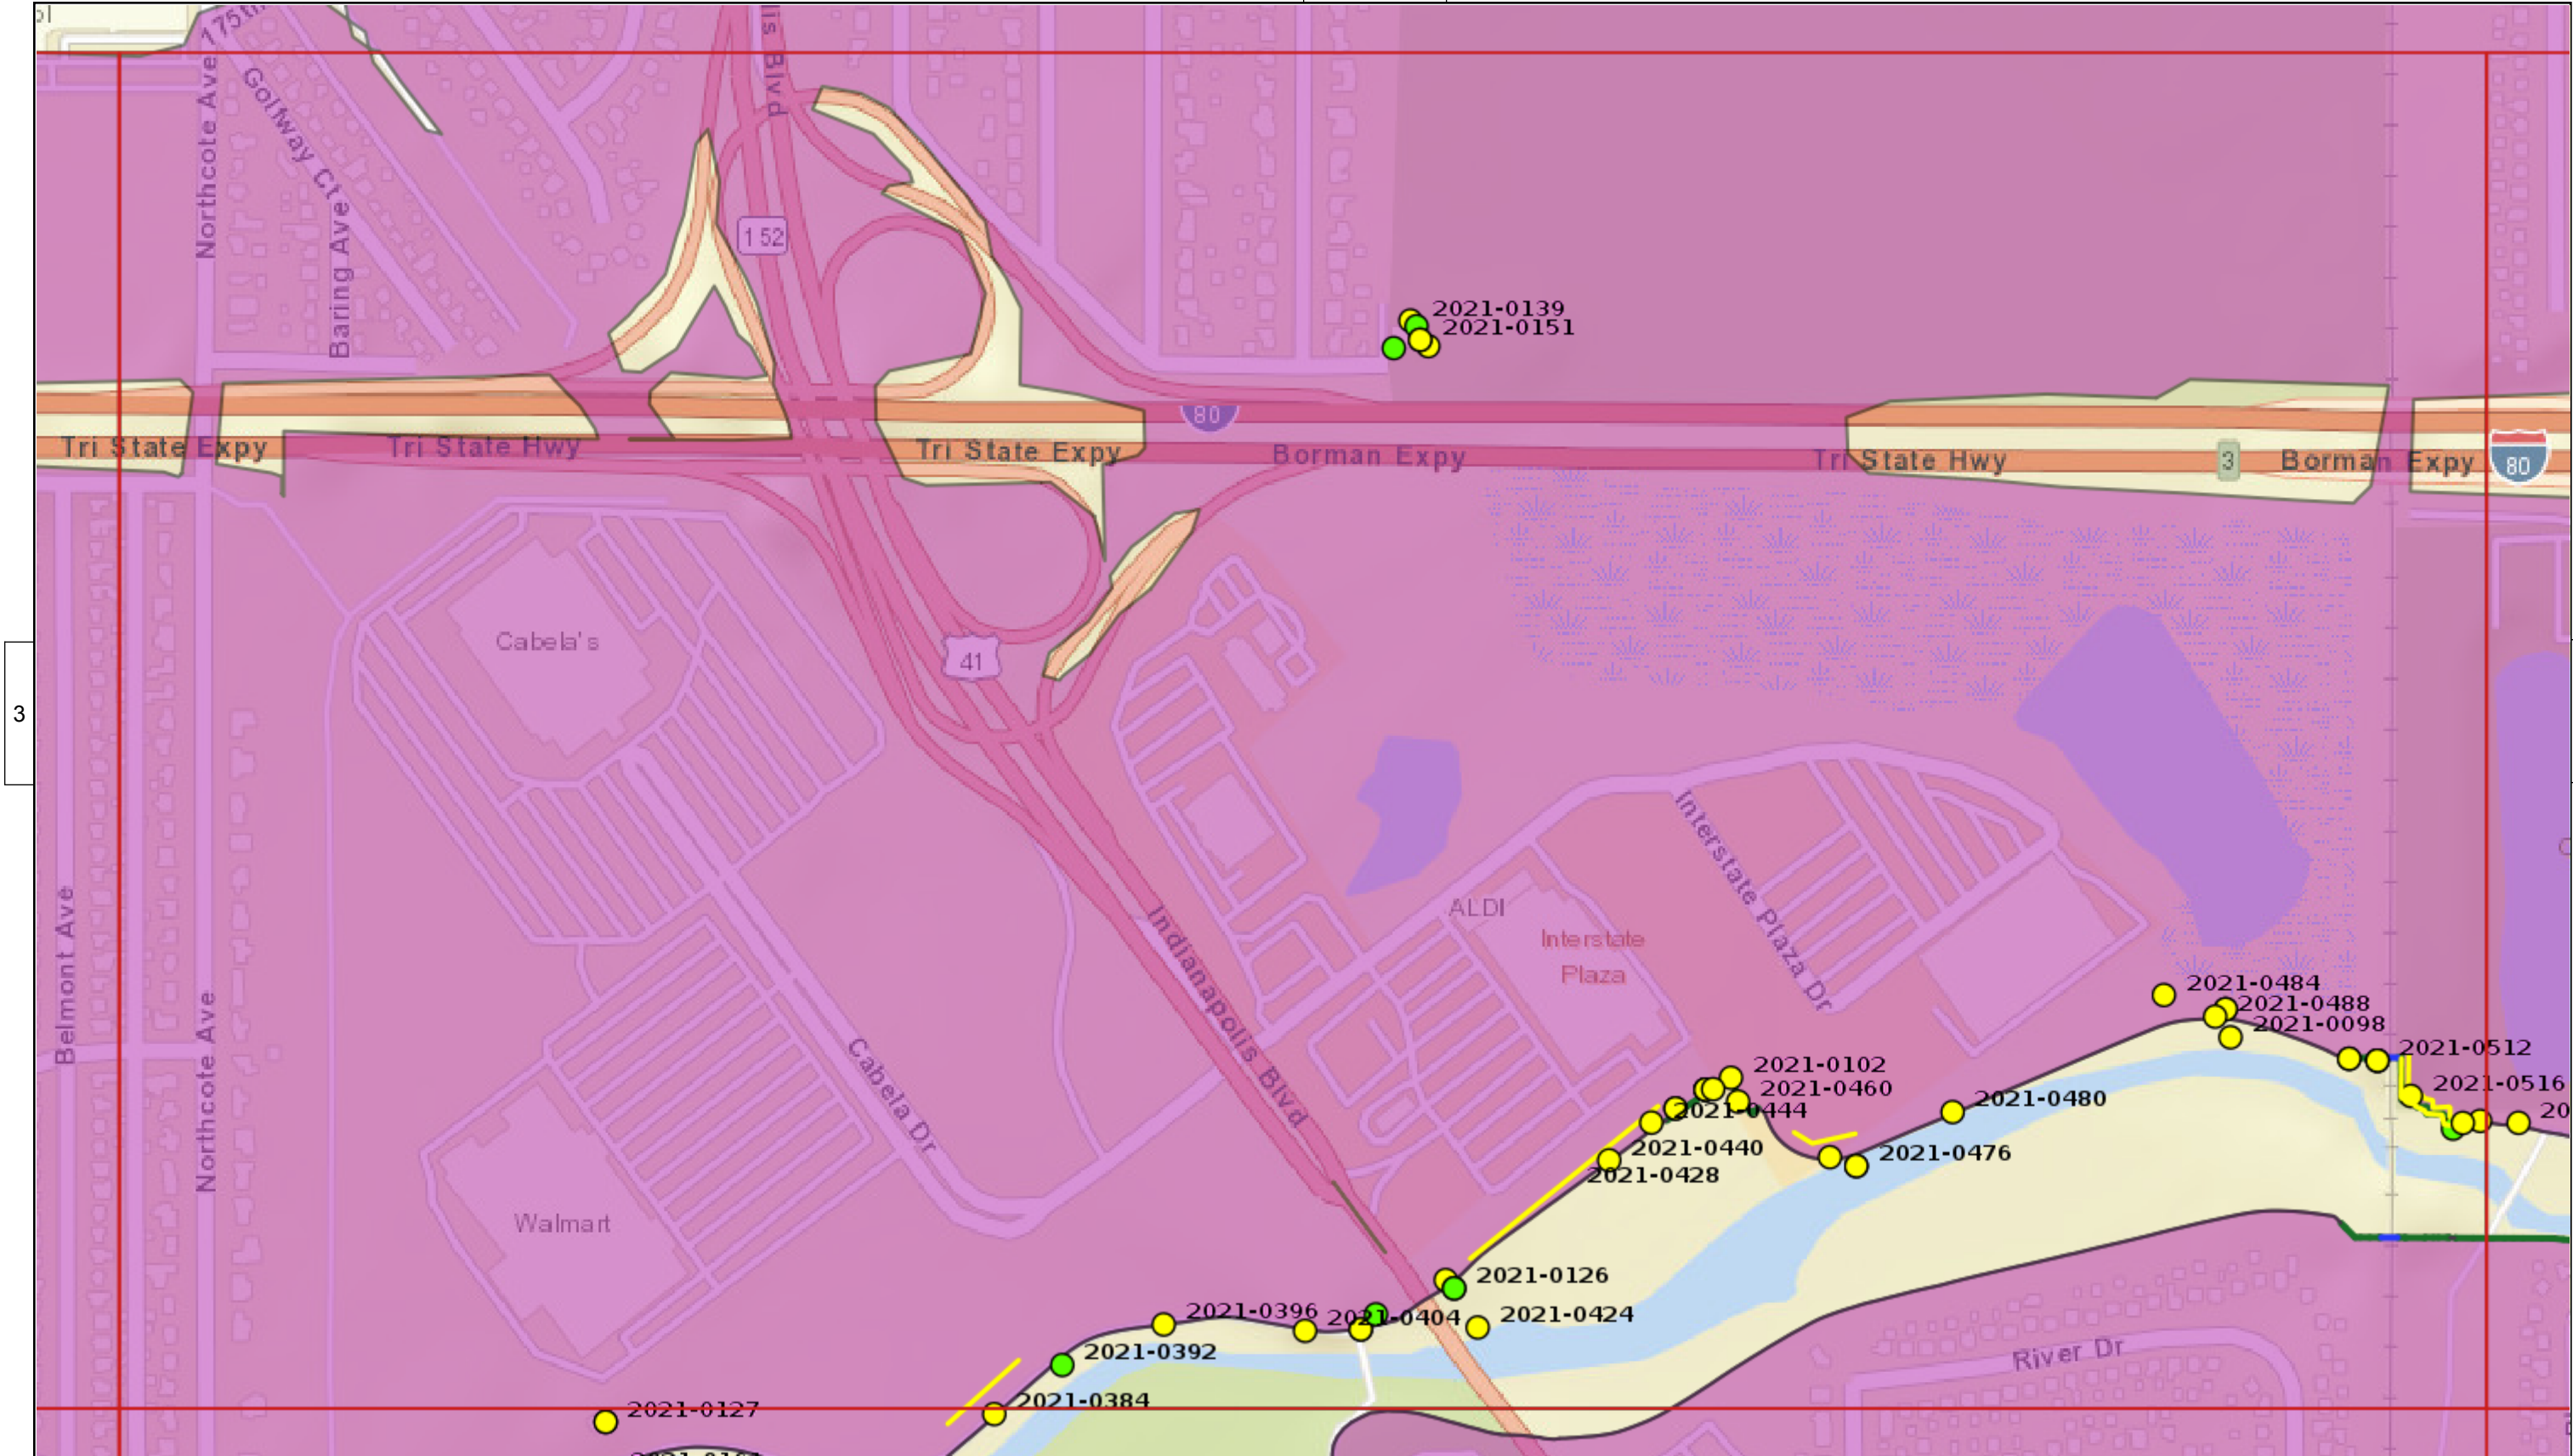 175th
lis Blvd
Northcote Ave
Golfway Ct
Baring Ave
152
2021-0139
2021-0151
80
Tri State Expy
Tri State Hwy
Tri State Expy
Borman Expy
Tri State Hwy
3
Borman Expy
80
Cabela's
41
3
ALDI
Interstate
Plaza
Interstate Plaza Dr
Belmont Ave
Northcote Ave
Indianapolis Blvd
Cabela Dr
Walmart
2021-0484
2021-0488
2021-0098
2021-0512
2021-0102
2021-0516
2021-0460
2021-0480
2021-0444
20
2021-0440
2021-0476
2021-0428
2021-0126
2021-0396
2021-0404
2021-0424
2021-0392
River Dr
2021-0384
2021-0127